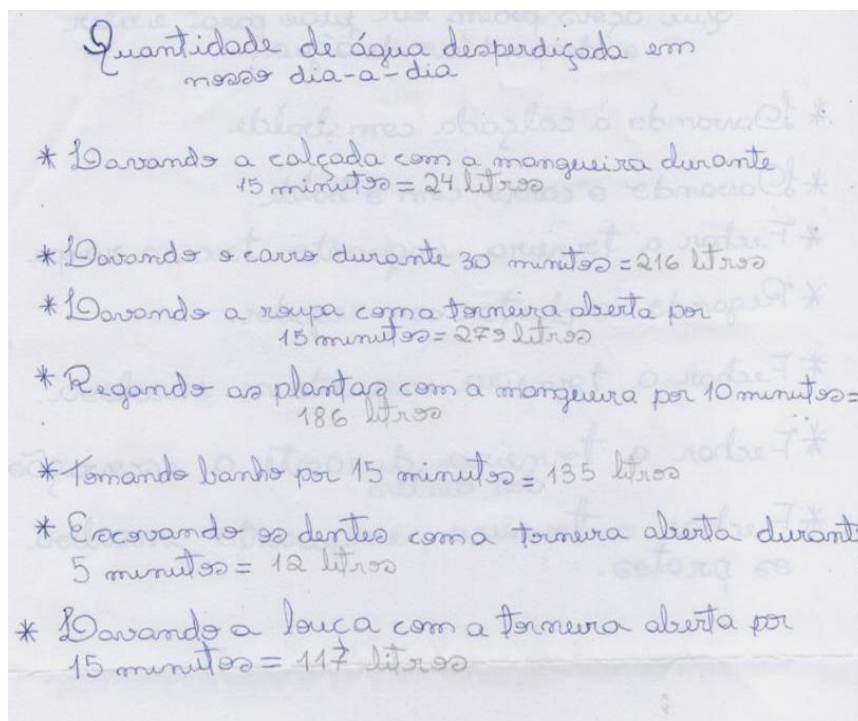 Quantidade de água desperdiçada em
nosso dia-a-dia
* Lavando a calçada com a mangueira durante
15 minutos = 24 litros
* Lavando o carro durante 30 minutos = 216 litros
* Lavando a roupa com a torneira aberta por
15 minutos = 279 litros
* Regando as plantas com a mangueira por 10 minutos =
186 litros
* Tomando banho por 15 minutos = 135 litros
* Escovando os dentes com a torneira aberta durante
5 minutos = 12 litros
* Lavando a louça com a torneira aberta por
15 minutos = 117 litros